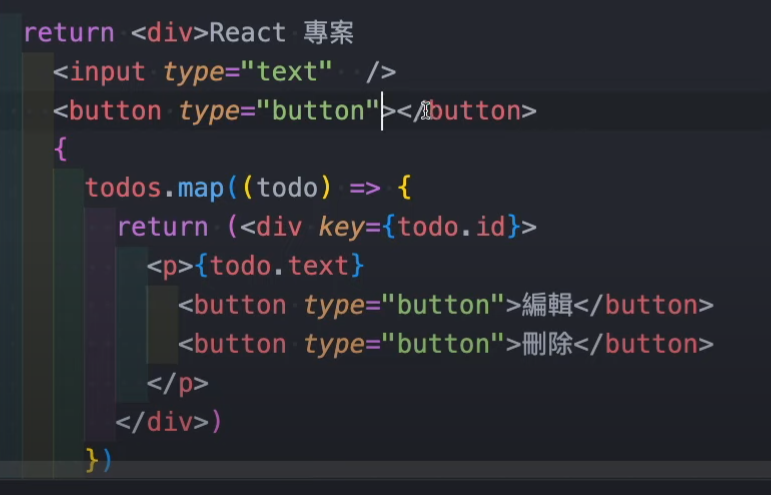 return <div>React 專案
<input type="text"  />
<button type="button"></button>
{
todos.map((todo) => {
return (<div key={todo.id}>
<p>{todo.text}
<button type="button">編輯</button>
<button type="button">刪除</button>
</p>
</div>)
})